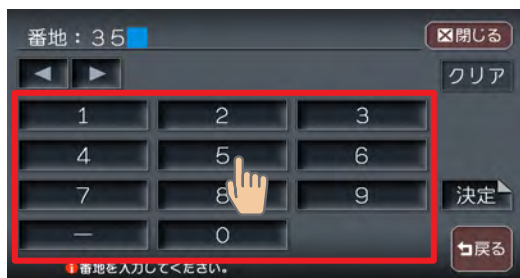 番地：35
閉じる
◀ ▶
クリア
1 2 3
4 5 6
7 8 9
決定
－ 0
戻る
番地を入力してください。